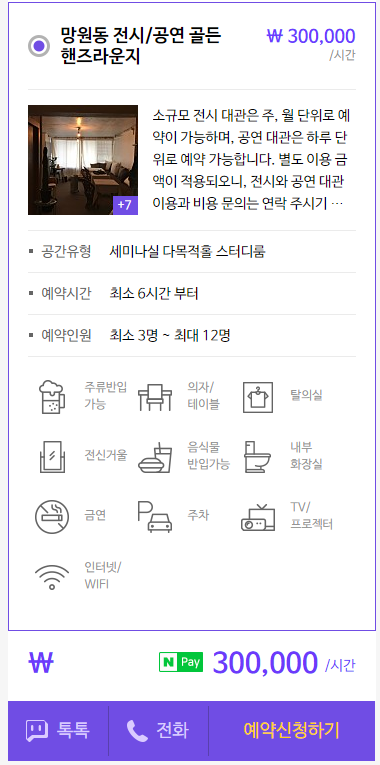 망원동 전시/공연 골든 ₩ 300,000
핸즈라운지 /시간
소규모 전시 대관은 주, 월 단위로 예
약이 가능하며, 공연 대관은 하루 단
위로 예약 가능합니다. 별도 이용 금
액이 적용되오니, 전시와 공연 대관
이용과 비용 문의는 연락 주시기 …
+7
공간유형 세미나실 다목적홀 스터디룸
예약시간 최소 6시간 부터
예약인원 최소 3명 ~ 최대 12명
주류반입
가능
의자/
테이블
탈의실
전신거울
음식물
반입가능
내부
화장실
금연
P
주차
TV/
프로젝터
인터넷/
WIFI
₩ N Pay 300,000 /시간
톡톡 전화 예약신청하기